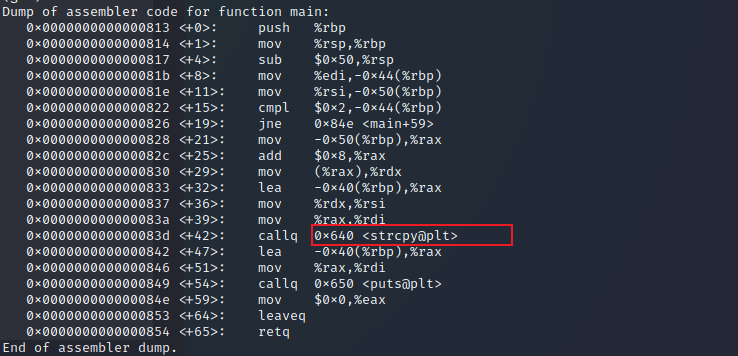 Dump of assembler code for function main:
0×0000000000000813 <+0>: push %rbp
0×0000000000000814 <+1>: mov %rsp,%rbp
0×0000000000000817 <+4>: sub $0×50,%rsp
0×000000000000081b <+8>: mov %edi,-0×44(%rbp)
0×000000000000081e <+11>: mov %rsi,-0×50(%rbp)
0×0000000000000822 <+15>: cmpl $0×2,-0×44(%rbp)
0×0000000000000826 <+19>: jne 0×84e <main+59>
0×0000000000000828 <+21>: mov -0×50(%rbp),%rax
0×000000000000082c <+25>: add $0×8,%rax
0×0000000000000830 <+29>: mov (%rax),%rdx
0×0000000000000833 <+32>: lea -0×40(%rbp),%rax
0×0000000000000837 <+36>: mov %rdx,%rsi
0×000000000000083a <+39>: mov %rax,%rdi
0×000000000000083d <+42>: callq 0×640 <strcpy@plt>
0×0000000000000842 <+47>: lea -0×40(%rbp),%rax
0×0000000000000846 <+51>: mov %rax,%rdi
0×0000000000000849 <+54>: callq 0×650 <puts@plt>
0×000000000000084e <+59>: mov $0×0,%eax
0×0000000000000853 <+64>: leaveq
0×0000000000000854 <+65>: retq
End of assembler dump.